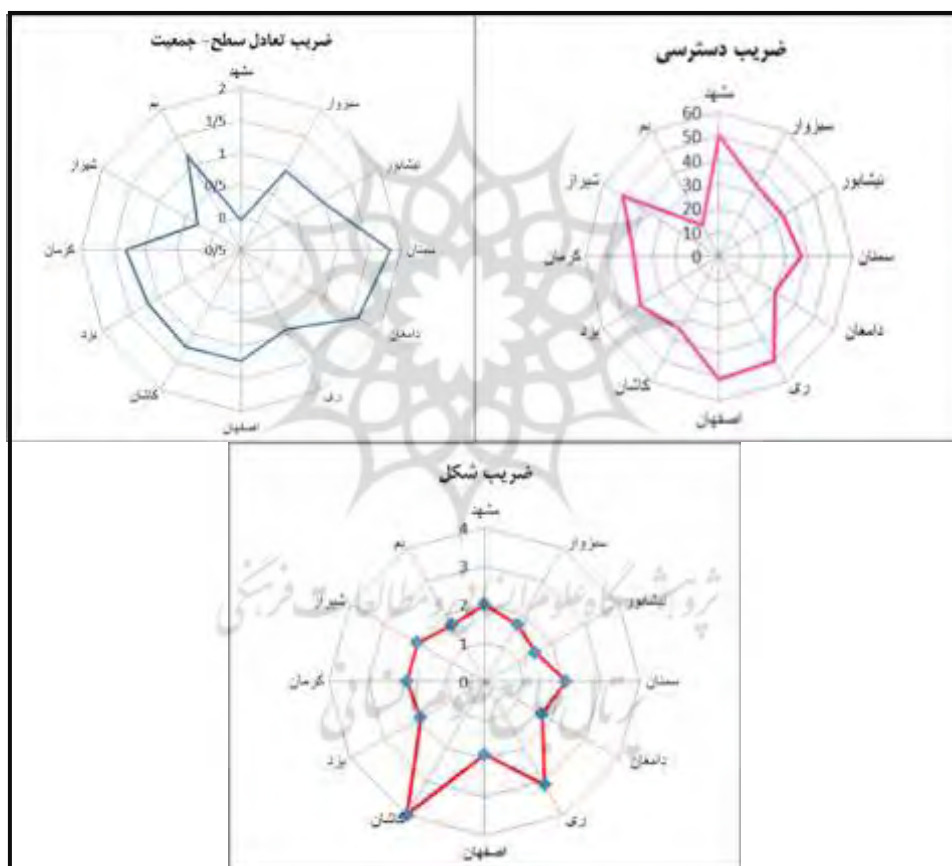 ضریب دسترسی
مشهد
60
50
40
30
20
10
0
سبزوار
نیشابور
سمنان
دامغان
ری
اصفهان
کاشان
یزد
کرمان
شیراز
بم
ضریب تعادل سطح - جمعیت
مشهد
2
1/5
1
0/5
0
0/5
سبزوار
نیشابور
سمنان
دامغان
ری
اصفهان
کاشان
یزد
کرمان
شیراز
بم
ضریب شکل
مشهد
4
3
2
1
0
سبزوار
نیشابور
سمنان
دامغان
ری
اصفهان
کاشان
یزد
کرمان
شیراز
بم
پژوهشگاه علوم انسانی و مطالعات فرهنگی
پرتال جامع علوم انسانی